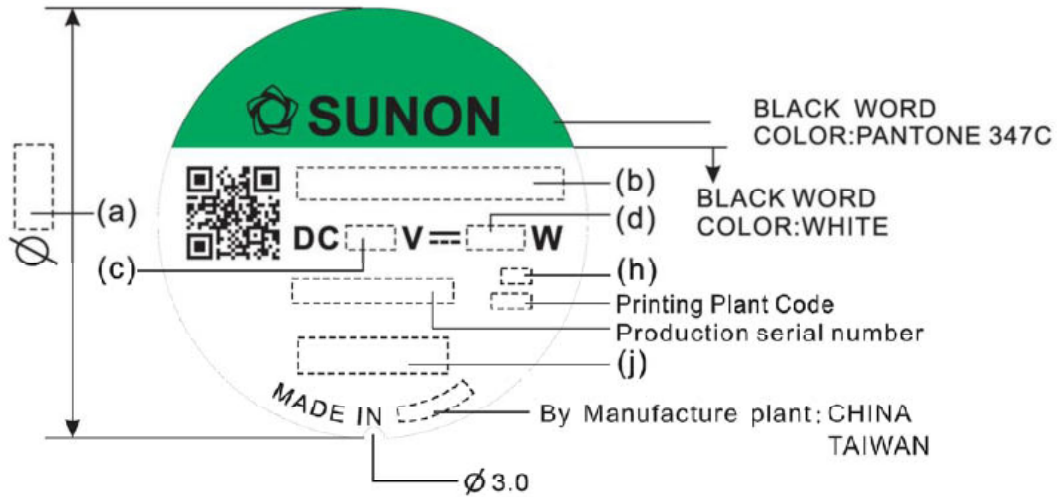 SUNON
BLACK WORD
COLOR:PANTONE 347C
(a)
(b)
BLACK WORD
COLOR:WHITE
(d)
DC V W
(c)
(h)
Printing Plant Code
Production serial number
(j)
MADE IN
By Manufacture plant: CHINA
TAIWAN
Ø
Ø 3.0